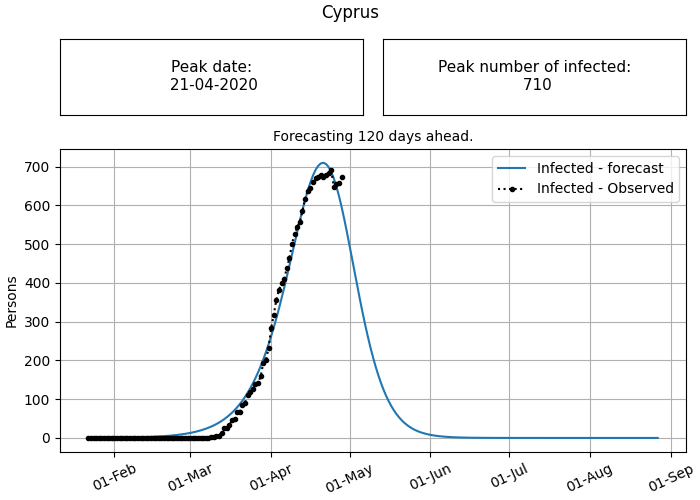 Cyprus
Peak date:
21-04-2020
Peak number of infected:
710
Forecasting 120 days ahead.
Infected - forecast
Infected - Observed
Persons
700
600
500
400
300
200
100
0
01-Feb
01-Mar
01-Apr
01-May
01-Jun
01-Jul
01-Aug
01-Sep